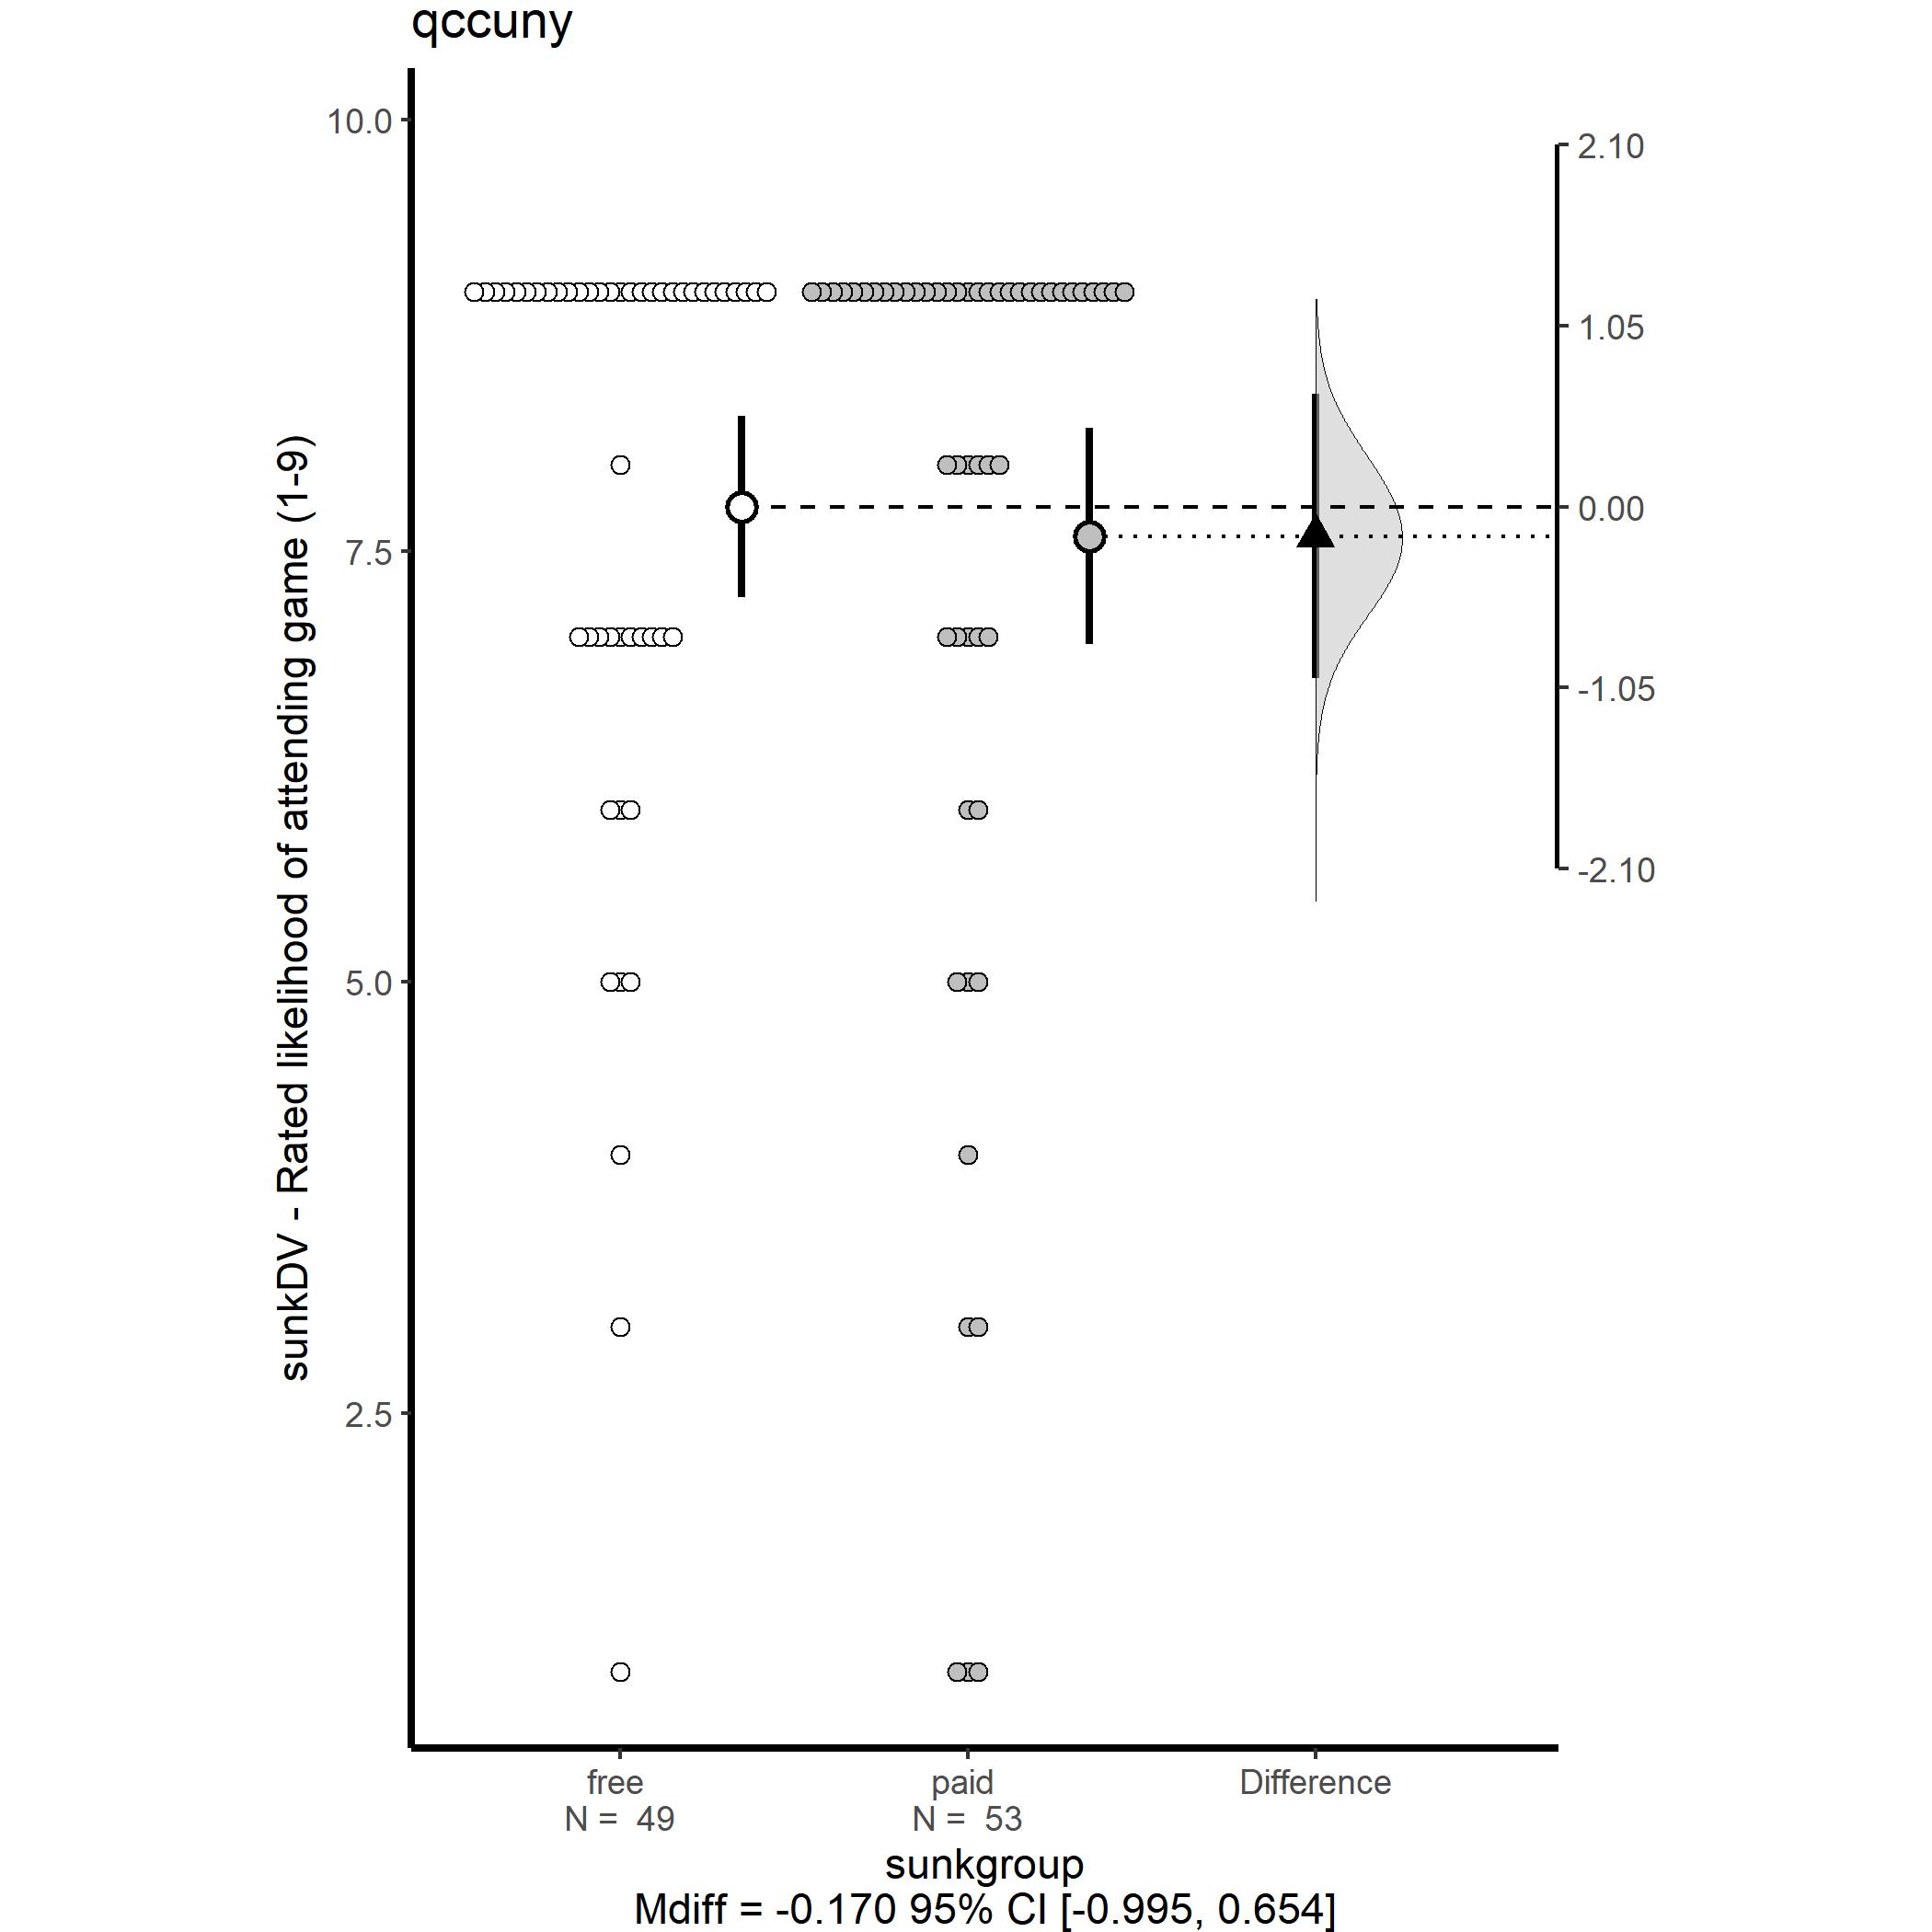 qccuny
10.0
7.5
5.0
2.5
sunkDV - Rated likelihood of attending game (1-9)
2.10
1.05
0.00
-1.05
-2.10
free
N =  49
paid
N =  53
Difference
sunkgroup
Mdiff = -0.170 95% CI [-0.995, 0.654]